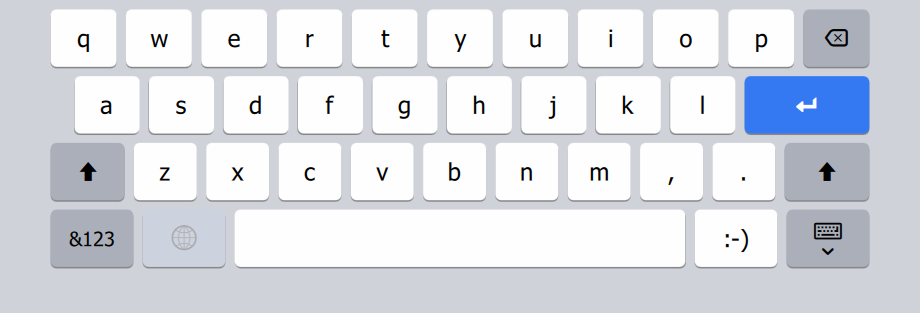 q w e r t y u i o p
a s d f g h j k l
z x c v b n m , .
&123 :-)